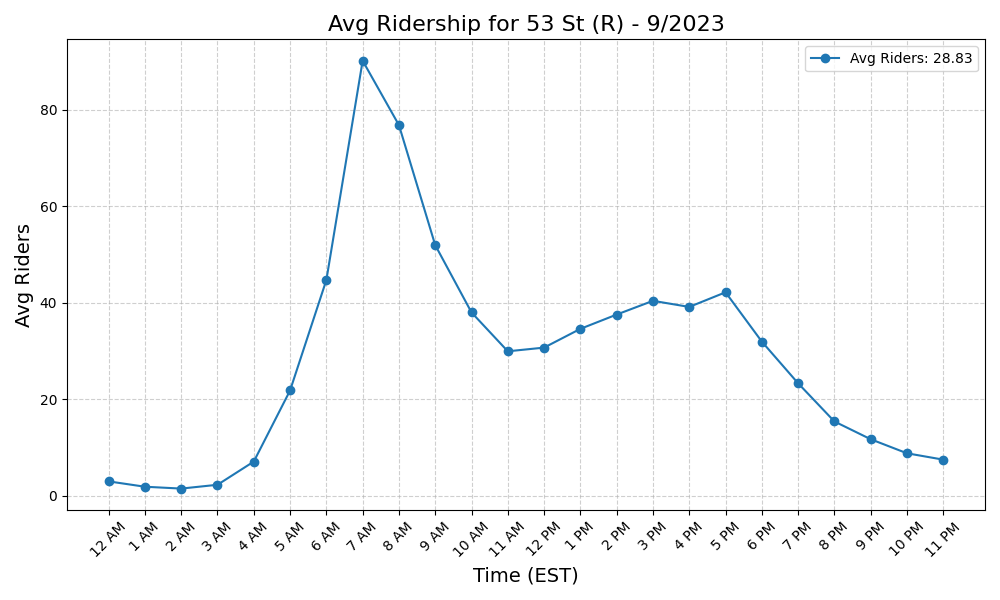 Avg Ridership for 53 St (R) - 9/2023
Avg Riders: 28.83
Avg Riders
80
60
40
20
0
12 AM
1 AM
2 AM
3 AM
4 AM
5 AM
6 AM
7 AM
8 AM
9 AM
10 AM
11 AM
12 PM
1 PM
2 PM
3 PM
4 PM
5 PM
6 PM
7 PM
8 PM
9 PM
10 PM
11 PM
Time (EST)